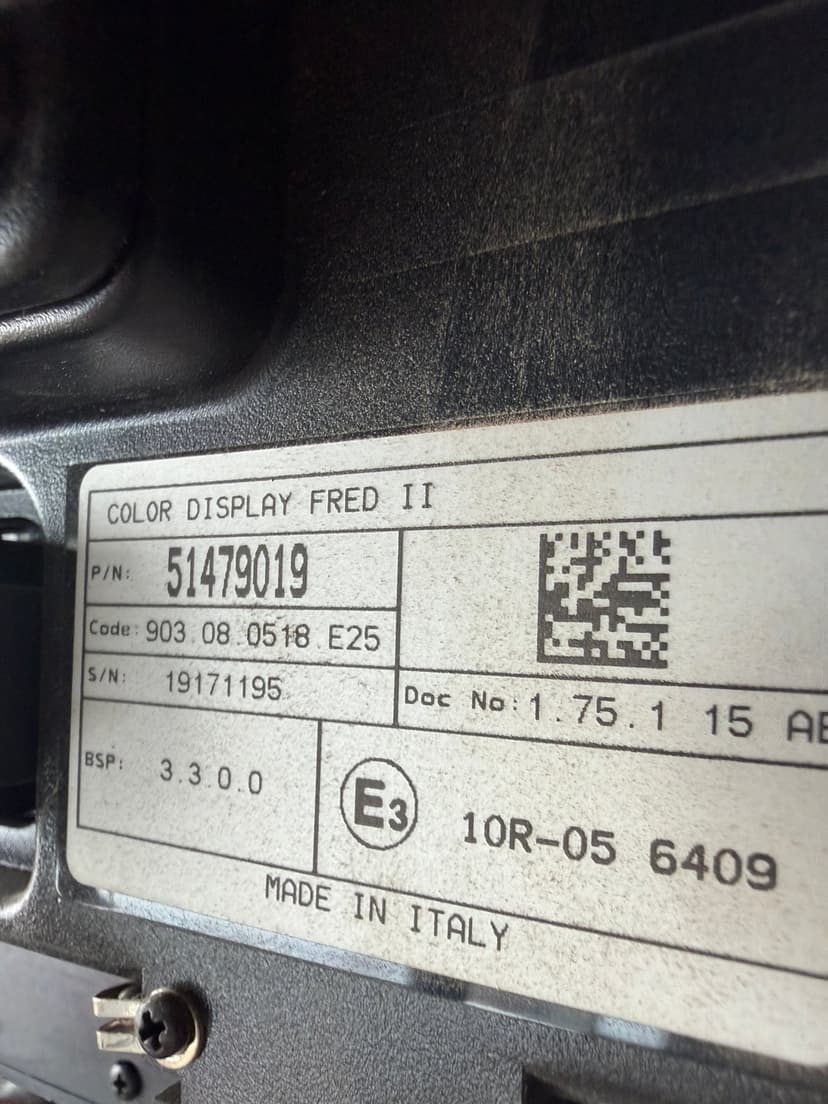 COLOR DISPLAY FRED II
P/N: 51479019
Code: 903.08.0518 E25
S/N: 19171195
Doc No: 1.75.1 15
BSP: 3.3.0.0
E3
10R-05 6409
MADE IN ITALY